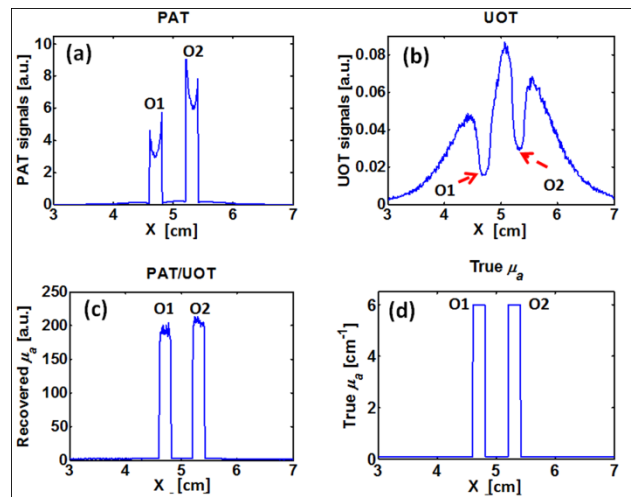 PAT
(a)
O1
O2
PAT signals [a.u.]
10
8
6
4
2
0
3 4 5 6 7
X [cm]
UOT
(b)
O1
O2
UOT signals [a.u.]
0.08
0.06
0.04
0.02
0
3 4 5 6 7
X [cm]
PAT/UOT
(c)
O1 O2
Recovered μa [a.u.]
250
200
150
100
50
0
3 4 5 6 7
X [cm]
True μa
(d)
O1 O2
True μa [cm-1]
6
4
2
0
3 4 5 6 7
X [cm]